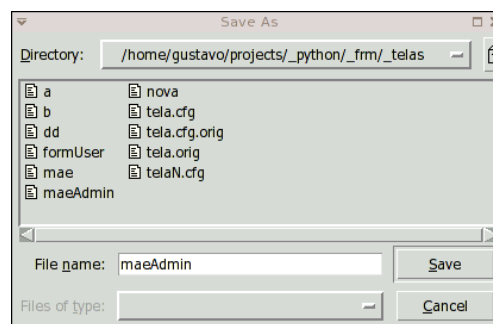 Save As
Directory: /home/gustavo/projects/_python/_frm/_telas
a nova
b tela.cfg
dd tela.cfg.orig
formUser tela.orig
mae telaN.cfg
maeAdmin
File name: maeAdmin Save
Files of type: Cancel